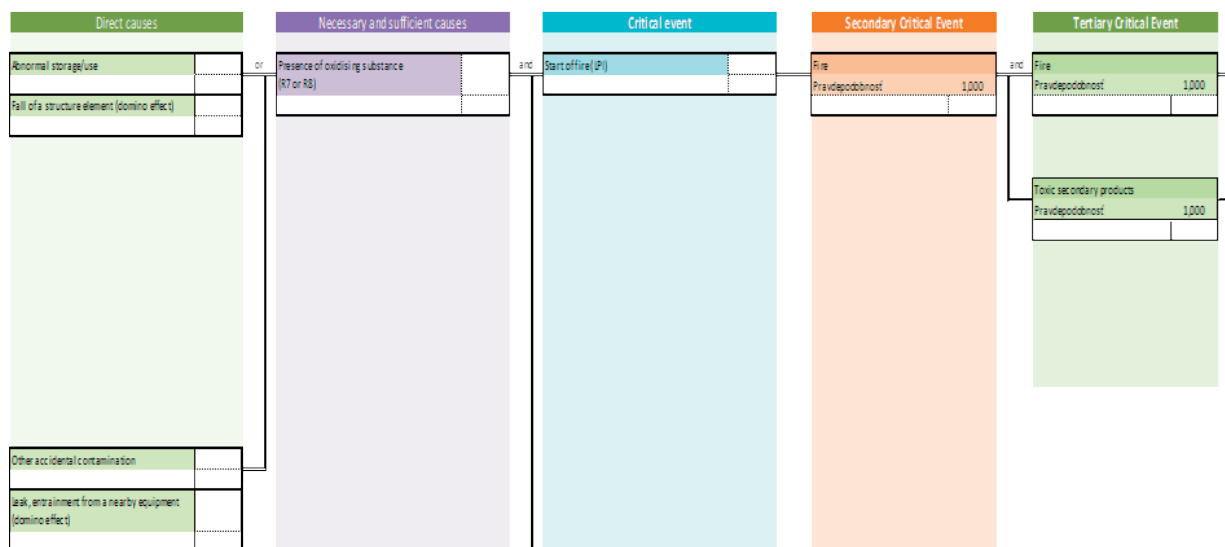 Direct causes
Necessary and sufficient causes
Critical event
Secondary Critical Event
Tertiary Critical Event
Abnormal storage/use
or
Presence of oxidising substance
(R7 or R8)
and
Start of fire (LPI)
Fire
Pravdepodobnosť 1,000
and
Fire
Pravdepodobnosť 1,000
Fall of a structure element (domino effect)
Toxic secondary products
Pravdepodobnosť 1,000
Other accidental contamination
Leak, entrainment from a nearby equipment
(domino effect)